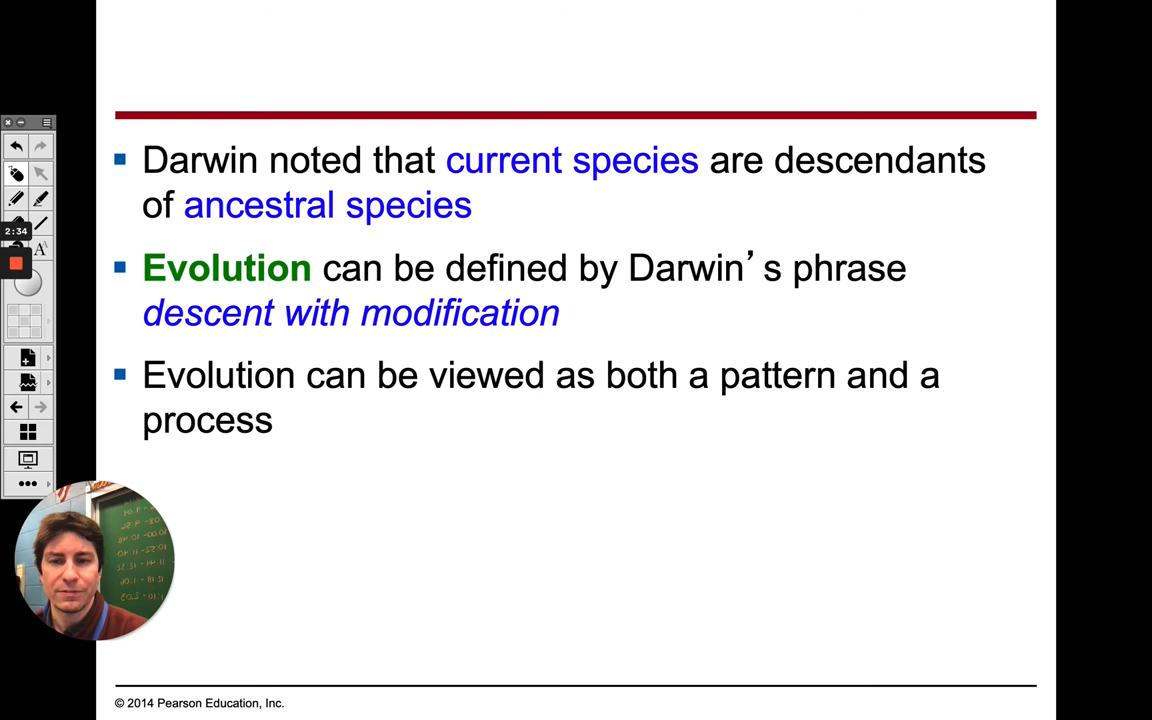 Darwin noted that current species are descendants
of ancestral species
Evolution can be defined by Darwin’s phrase
descent with modification
Evolution can be viewed as both a pattern and a
process
2:34
A
© 2014 Pearson Education, Inc.